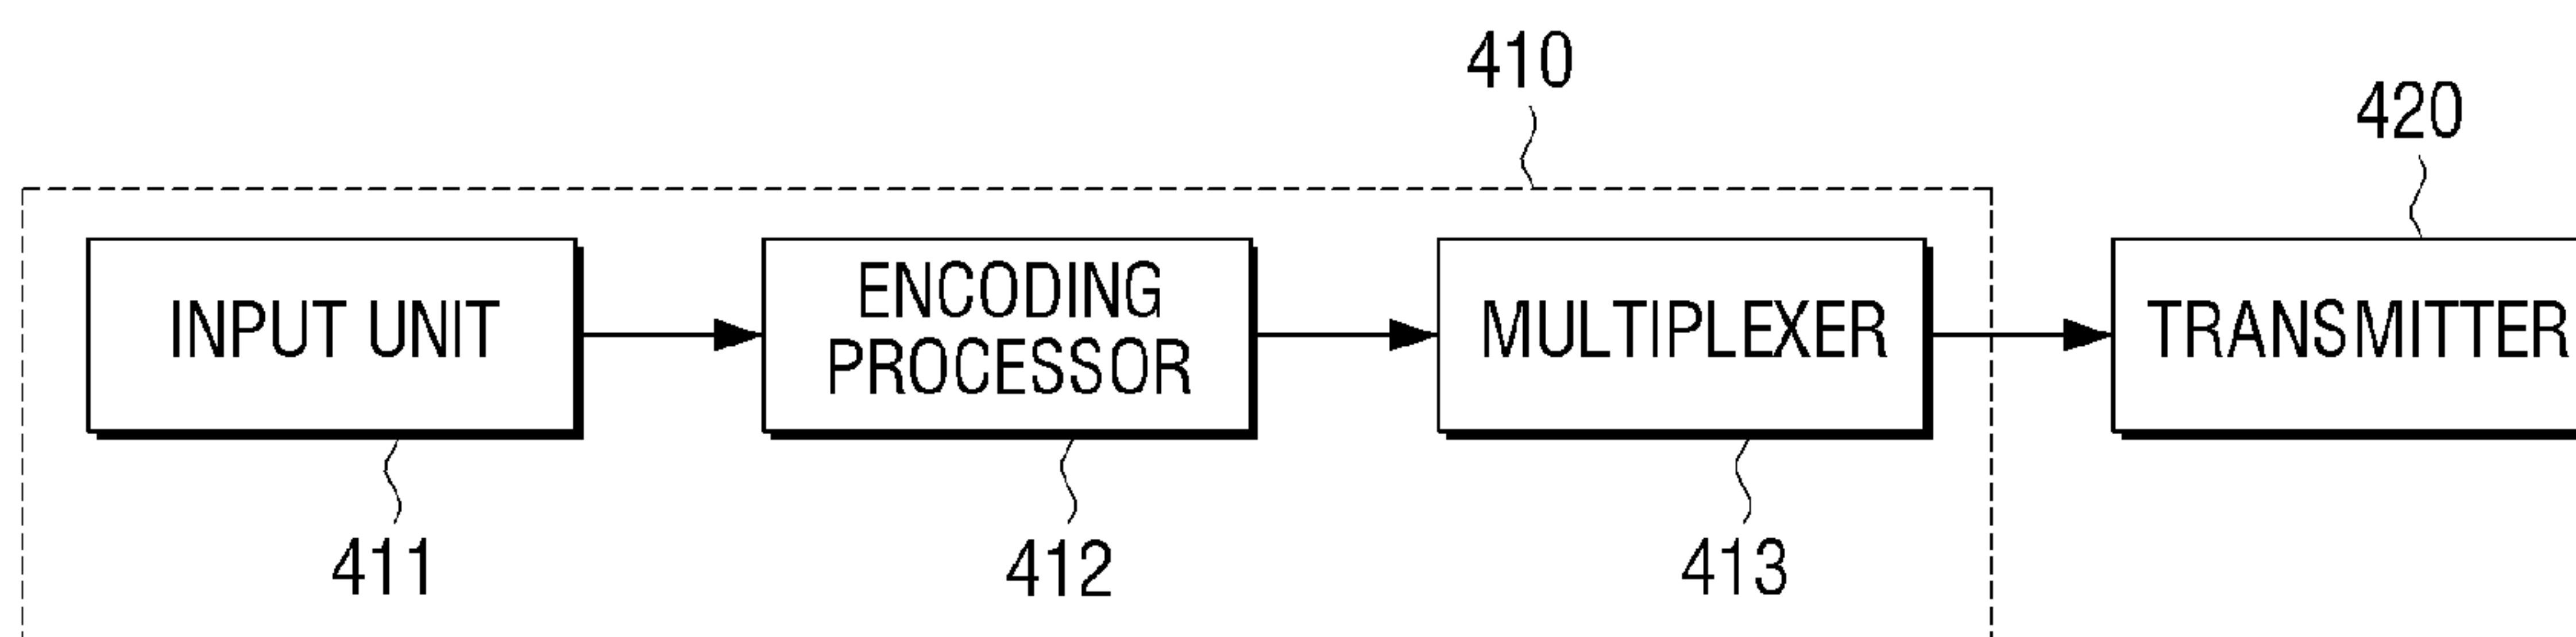 410
420
INPUT UNIT
ENCODING
PROCESSOR
MULTIPLEXER
TRANSMITTER
411
412
413